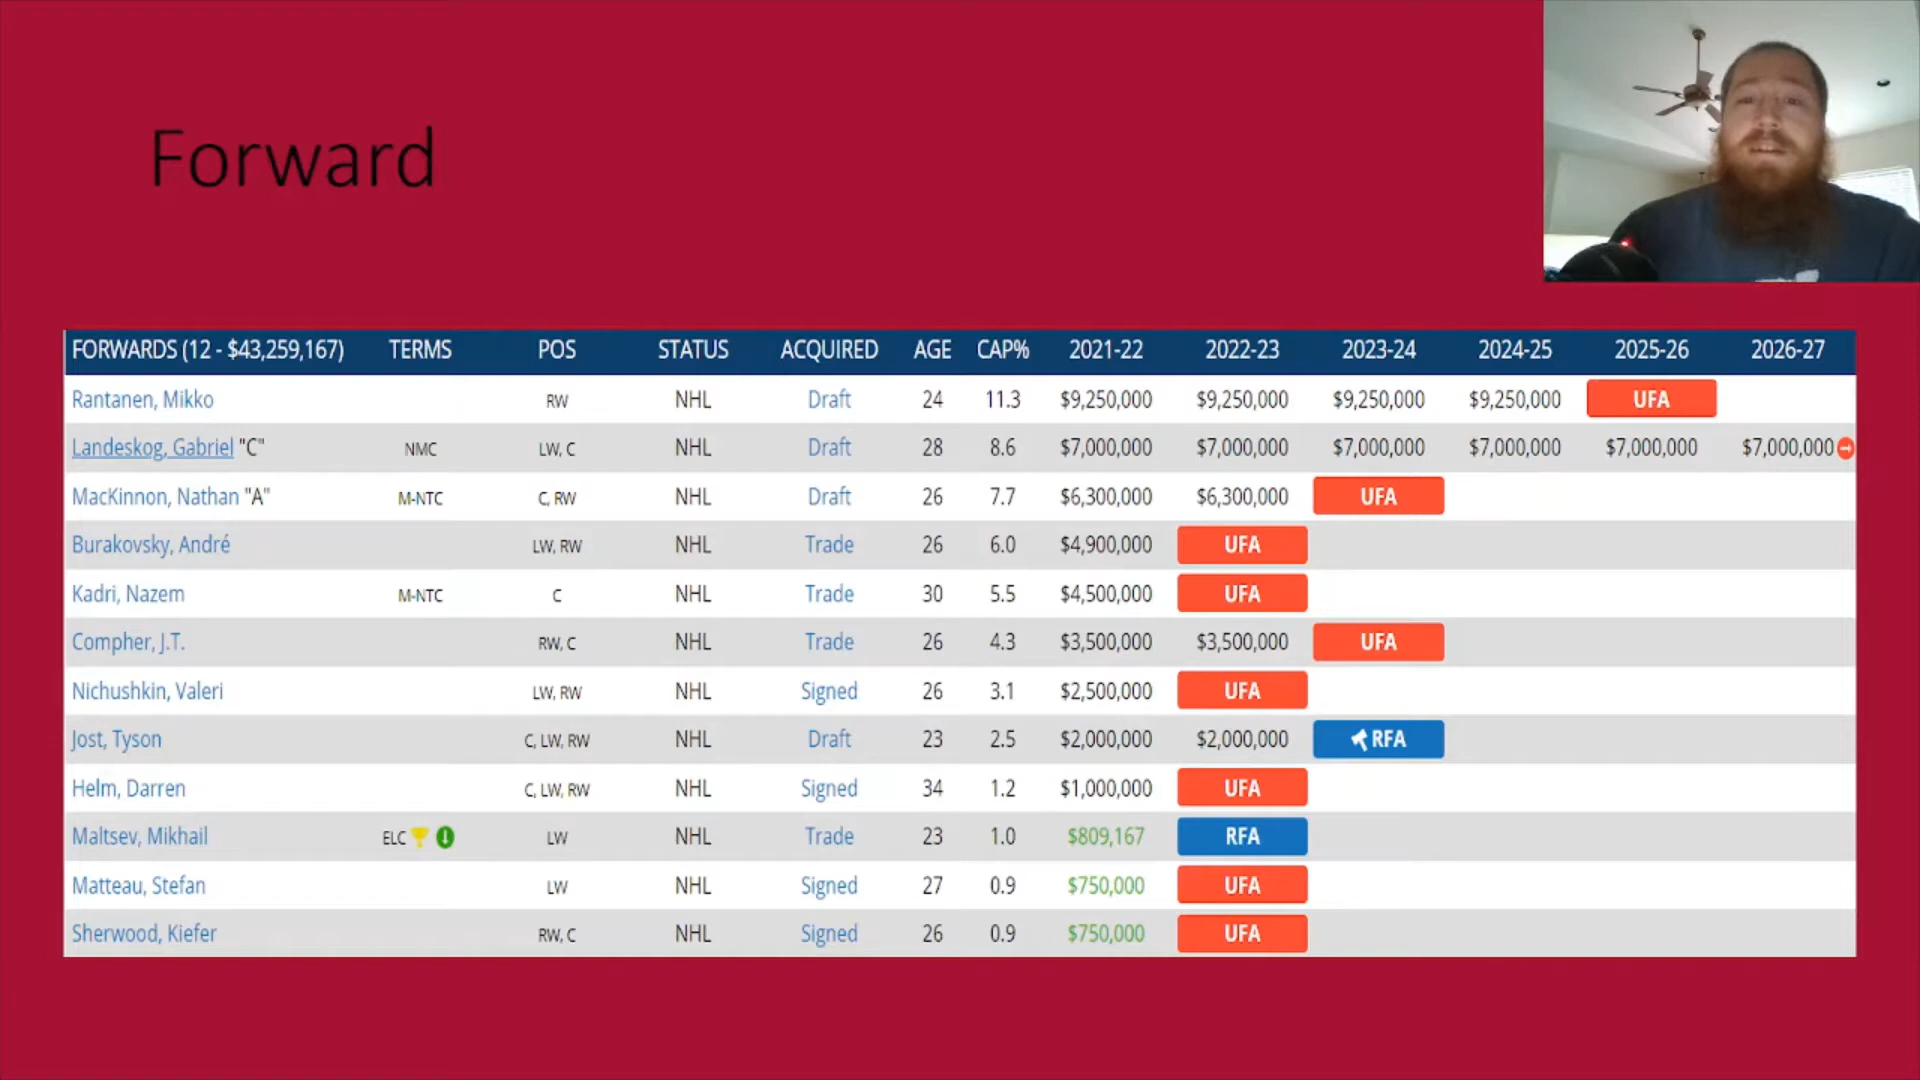 Forward
FORWARDS (12 - $43,259,167) TERMS POS STATUS ACQUIRED AGE CAP% 2021-22 2022-23 2023-24 2024-25 2025-26 2026-27
Rantanen, Mikko RW NHL Draft 24 11.3 $9,250,000 $9,250,000 $9,250,000 $9,250,000 UFA
Landeskog, Gabriel "C" NMC LW, C NHL Draft 28 8.6 $7,000,000 $7,000,000 $7,000,000 $7,000,000 $7,000,000 $7,000,000
MacKinnon, Nathan "A" M-NTC C, RW NHL Draft 26 7.7 $6,300,000 $6,300,000 UFA
Burakovsky, André LW, RW NHL Trade 26 6.0 $4,900,000 UFA
Kadri, Nazem M-NTC C NHL Trade 30 5.5 $4,500,000 UFA
Compher, J.T. RW, C NHL Trade 26 4.3 $3,500,000 $3,500,000 UFA
Nichushkin, Valeri LW, RW NHL Signed 26 3.1 $2,500,000 UFA
Jost, Tyson C, LW, RW NHL Draft 23 2.5 $2,000,000 $2,000,000 RFA
Helm, Darren C, LW, RW NHL Signed 34 1.2 $1,000,000 UFA
Maltsev, Mikhail ELC LW NHL Trade 23 1.0 $809,167 RFA
Matteau, Stefan LW NHL Signed 27 0.9 $750,000 UFA
Sherwood, Kiefer RW, C NHL Signed 26 0.9 $750,000 UFA